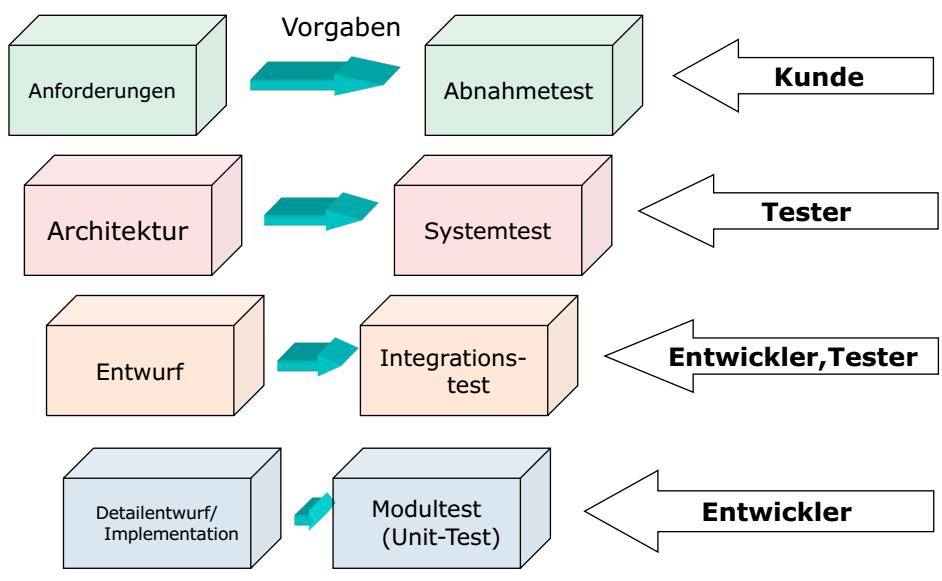 Vorgaben
Anforderungen
Abnahmetest
Kunde
Architektur
Systemtest
Tester
Entwurf
Integrations-
test
Entwickler,Tester
Detailentwurf/
Implementation
Modultest
(Unit-Test)
Entwickler